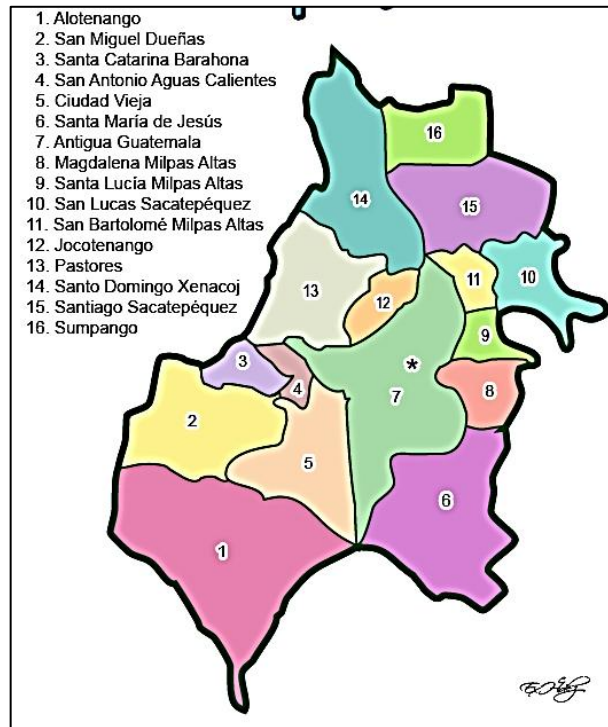 1. Alotenango
2. San Miguel Dueñas
3. Santa Catarina Barahona
4. San Antonio Aguas Calientes
5. Ciudad Vieja
6. Santa María de Jesús
7. Antigua Guatemala
8. Magdalena Milpas Altas
9. Santa Lucía Milpas Altas
10. San Lucas Sacatepéquez
11. San Bartolomé Milpas Altas
12. Jocotenango
13. Pastores
14. Santo Domingo Xenacoj
15. Santiago Sacatepéquez
16. Sumpango
16
14
15
13
12
11
10
9
3
4
*
7
8
2
5
6
1